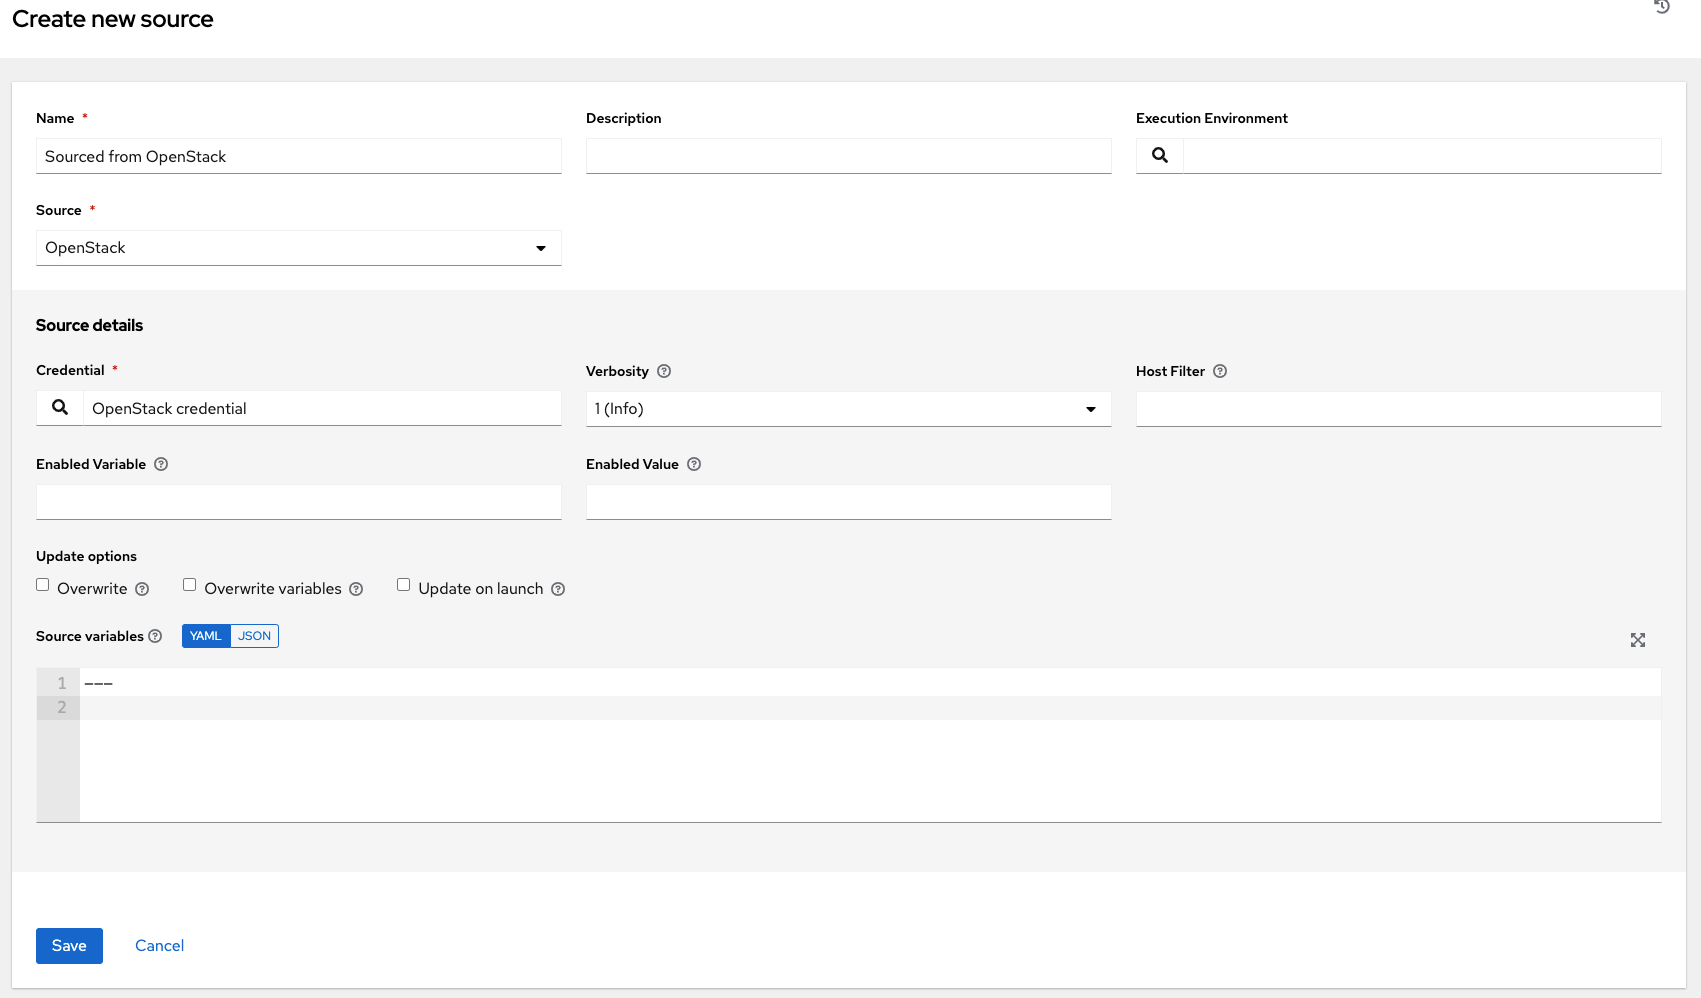 Create new source
Name *
Description
Execution Environment
Sourced from OpenStack
Source *
OpenStack
Source details
Credential *
Verbosity
Host Filter
OpenStack credential
1 (Info)
Enabled Variable
Enabled Value
Update options
Overwrite
Overwrite variables
Update on launch
Source variables
YAML
JSON
1 ---
2
Save
Cancel